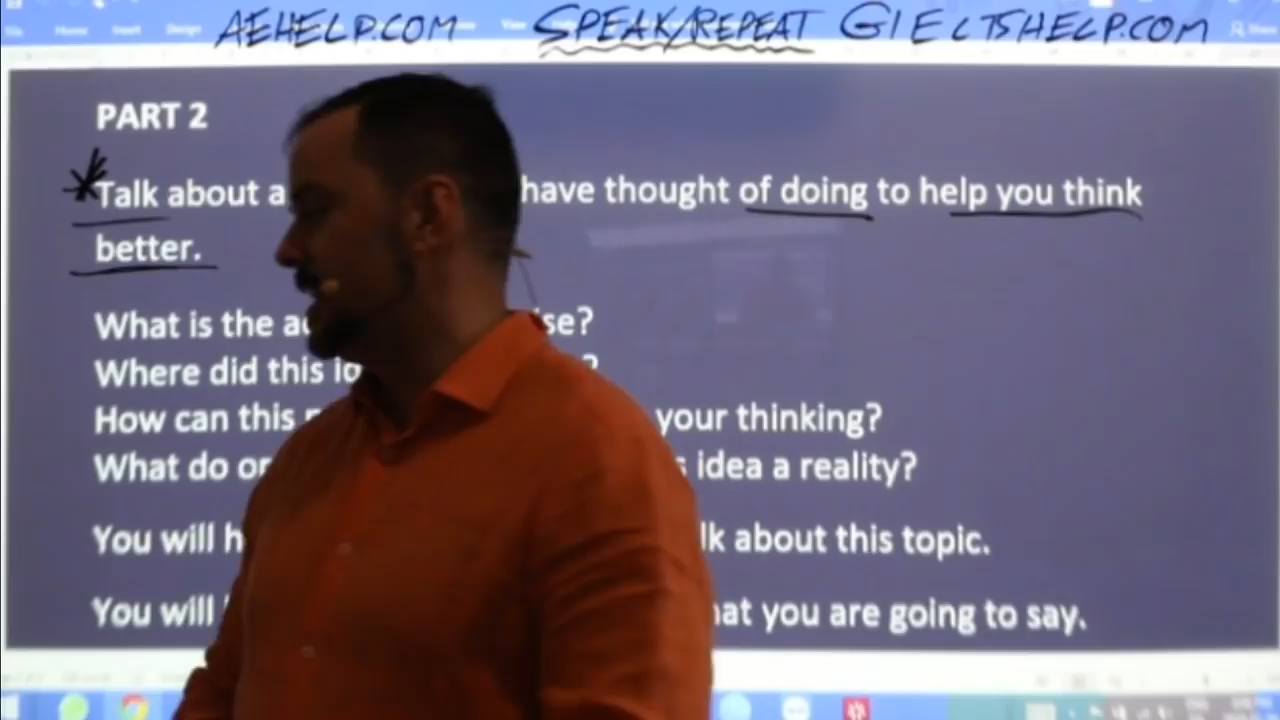 AEHELP.COM SPEAK/REPEAT GIELTSHELP.COM
PART 2
Talk about a have thought of doing to help you think
better.
What is the a se?
Where did this id ?
How can this your thinking?
What do o s idea a reality?
You will h lk about this topic.
You will at you are going to say.